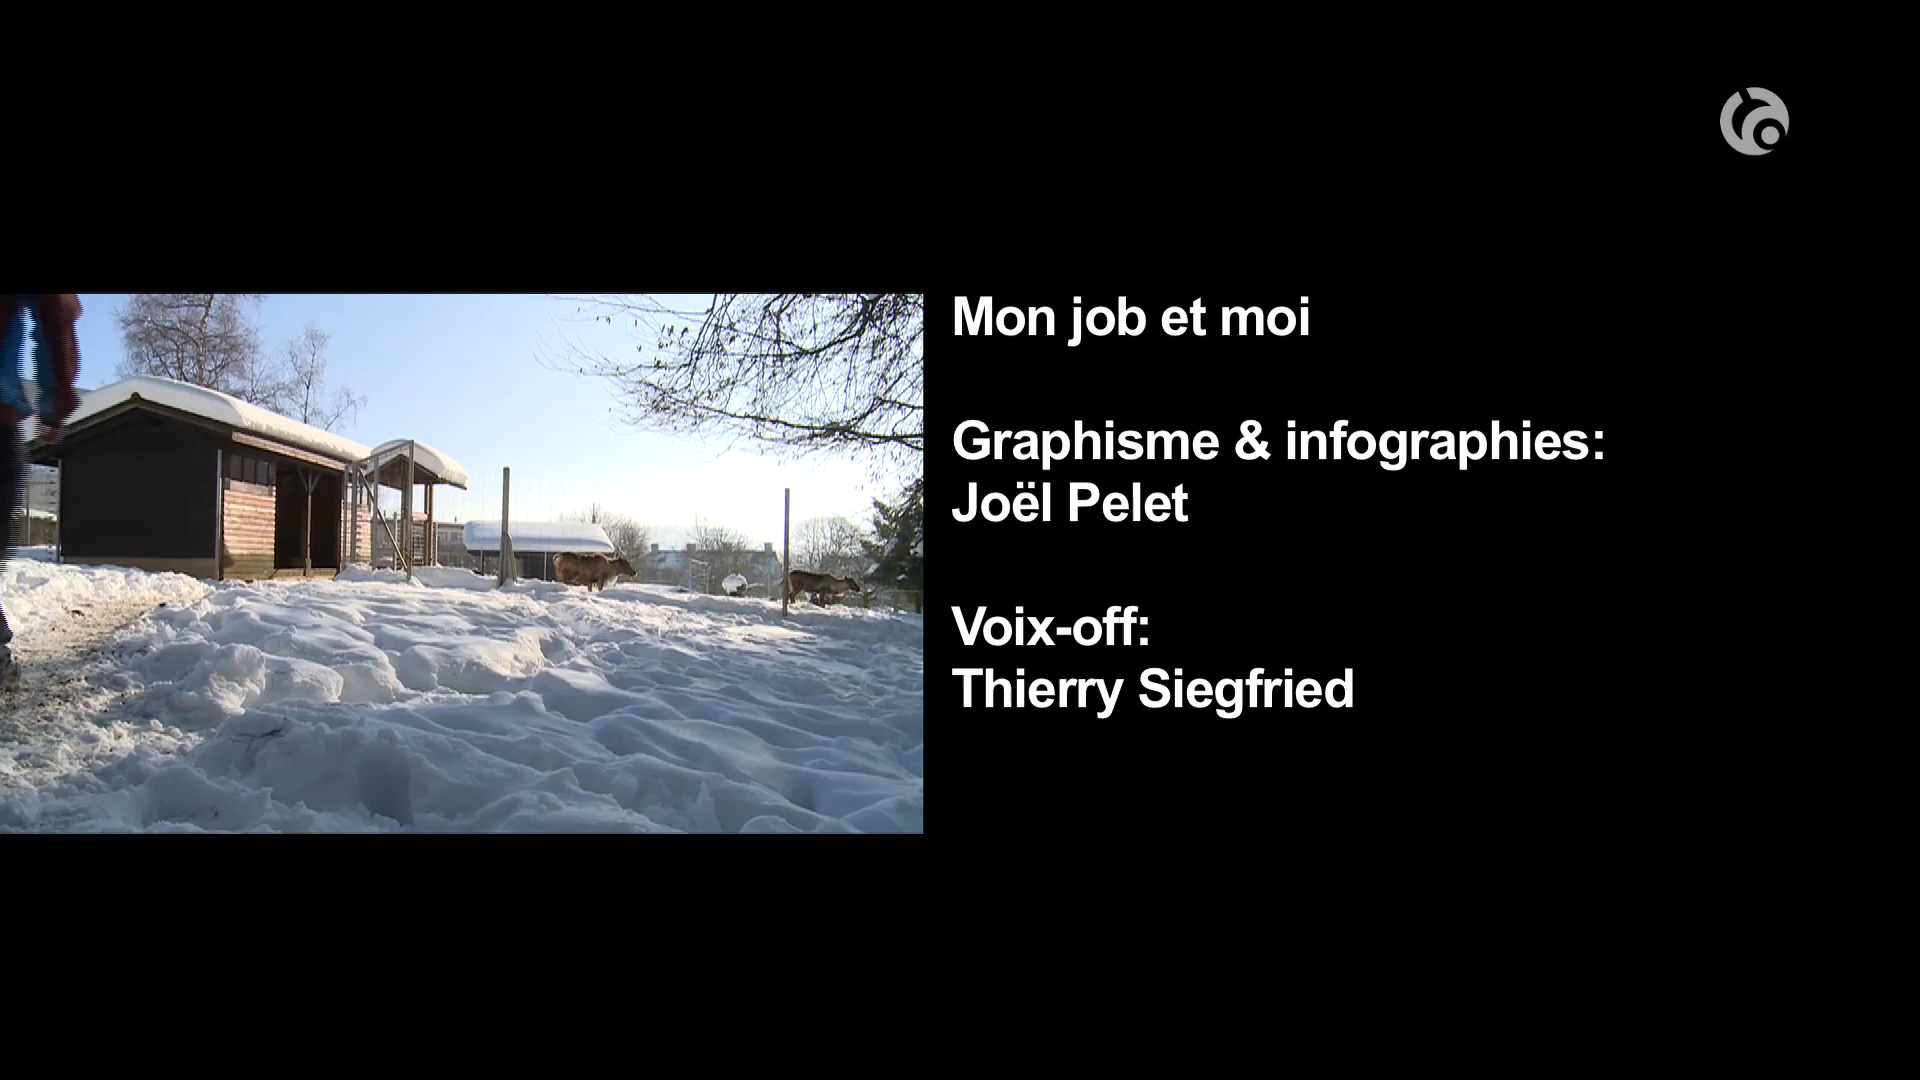 Mon job et moi
Graphisme & infographies:
Joël Pelet
Voix-off:
Thierry Siegfried